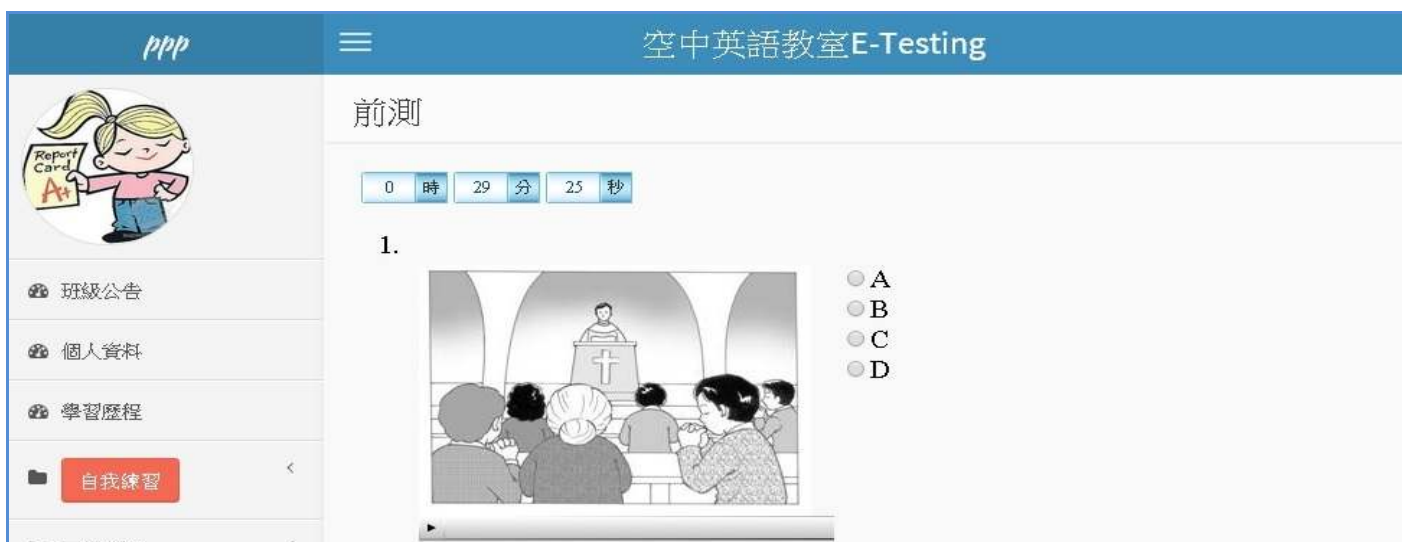 ppp
空中英語教室E-Testing
Report
Card
A+
前測
0 時 29 分 25 秒
1.
A
B
C
D
班級公告
個人資料
學習歷程
自我練習